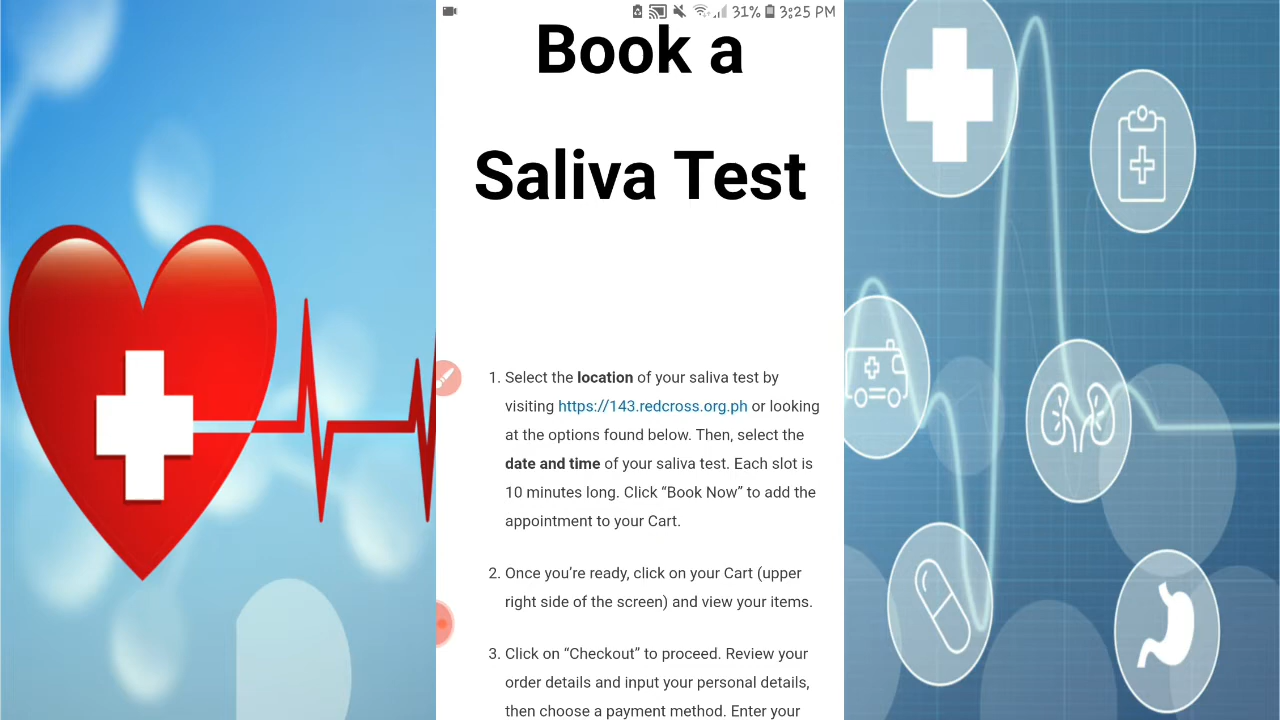 31% 3:25 PM
Book a
Saliva Test
1. Select the location of your saliva test by
visiting https://143.redcross.org.ph or looking
at the options found below. Then, select the
date and time of your saliva test. Each slot is
10 minutes long. Click “Book Now” to add the
appointment to your Cart.
2. Once you’re ready, click on your Cart (upper
right side of the screen) and view your items.
3. Click on “Checkout” to proceed. Review your
order details and input your personal details,
then choose a payment method. Enter your